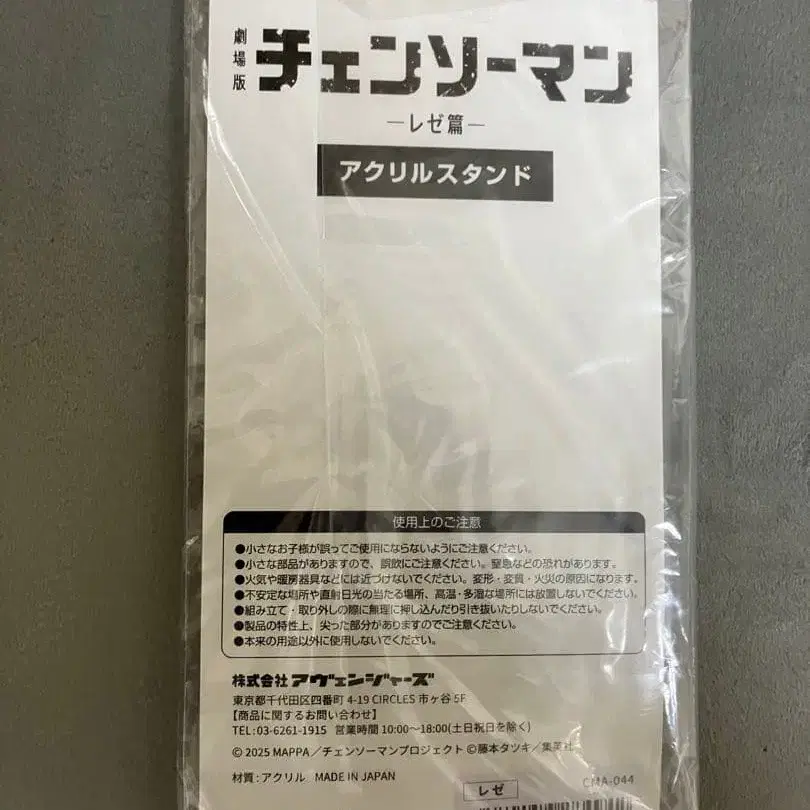 劇場版
チェンソーマン
―レゼ篇―
アクリルスタンド
使用上のご注意
●小さなお子様が誤ってご使用にならないようにご注意ください。
●小さな部品がありますので、誤飲にご注意ください。窒息などの恐れがあります。
●火気や暖房器具などには近づけないでください。変形・変質・火災の原因になります。
●不安定な場所や直射日光の当たる場所、高温・多湿な場所には放置しないでください。
●組み立て・取り外しの際に無理に押し込んだり引き抜いたりしないでください。
●製品の特性上、尖った部分がありますのでご注意ください。
●本来の用途以外に使用しないでください。
株式会社アヴェンジャーズ
東京都千代田区四番町 4-19 CIRCLES 市ヶ谷 5F
【商品に関するお問い合わせ】
TEL:03-6261-1915 営業時間 10:00～18:00(土日祝日を除く)
© 2025 MAPPA／チェンソーマンプロジェクト ©藤本タツキ／集英社
材質:アクリル MADE IN JAPAN
レゼ
CMA-044